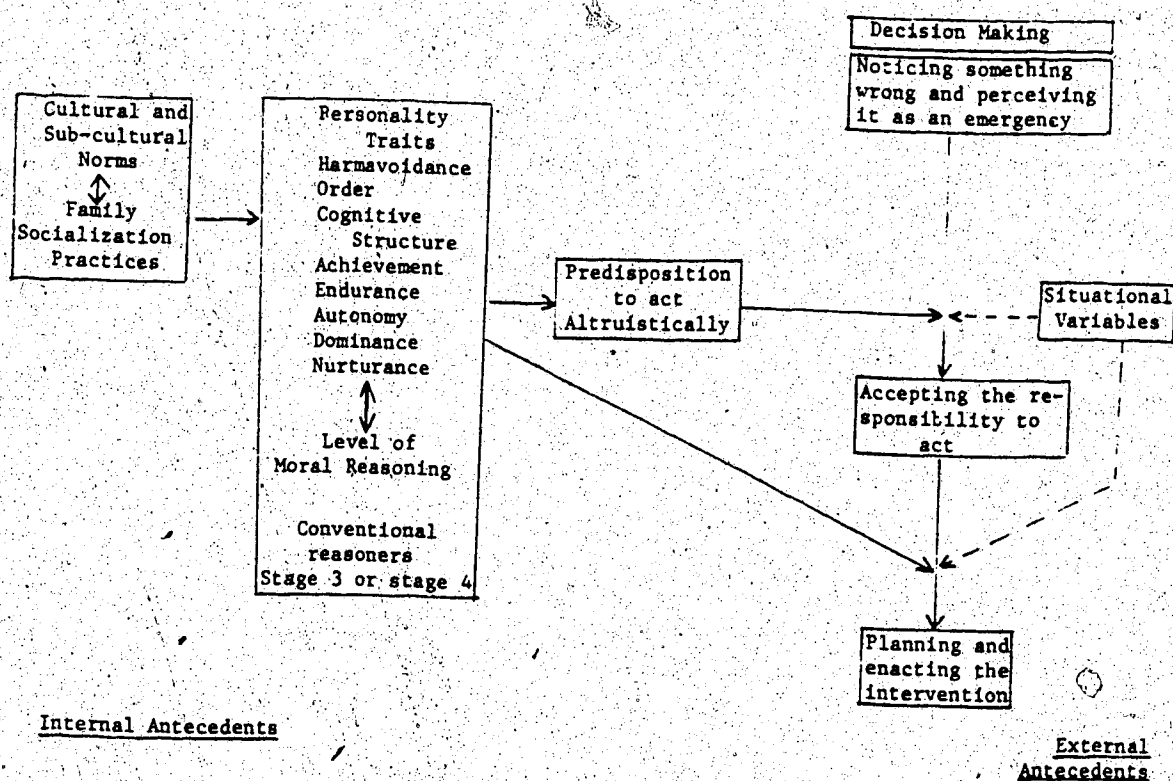 Decision Making
Noticing something
wrong and perceiving
it as an emergency
Cultural and
Sub-cultural
Norms
Family
Socialization
Practices
Personality
Traits
Harmavoidance
Order
Cognitive
Structure
Achievement
Endurance
Autonomy
Dominance
Nurturance
Level of
Moral Reasoning
Conventional
reasoners
Stage 3 or stage 4
Predisposition
to act
Altruistically
Situational
Variables
Accepting the re-
sponsibility to
act
Planning and
enacting the
intervention
Internal Antecedents
External
Antecedents